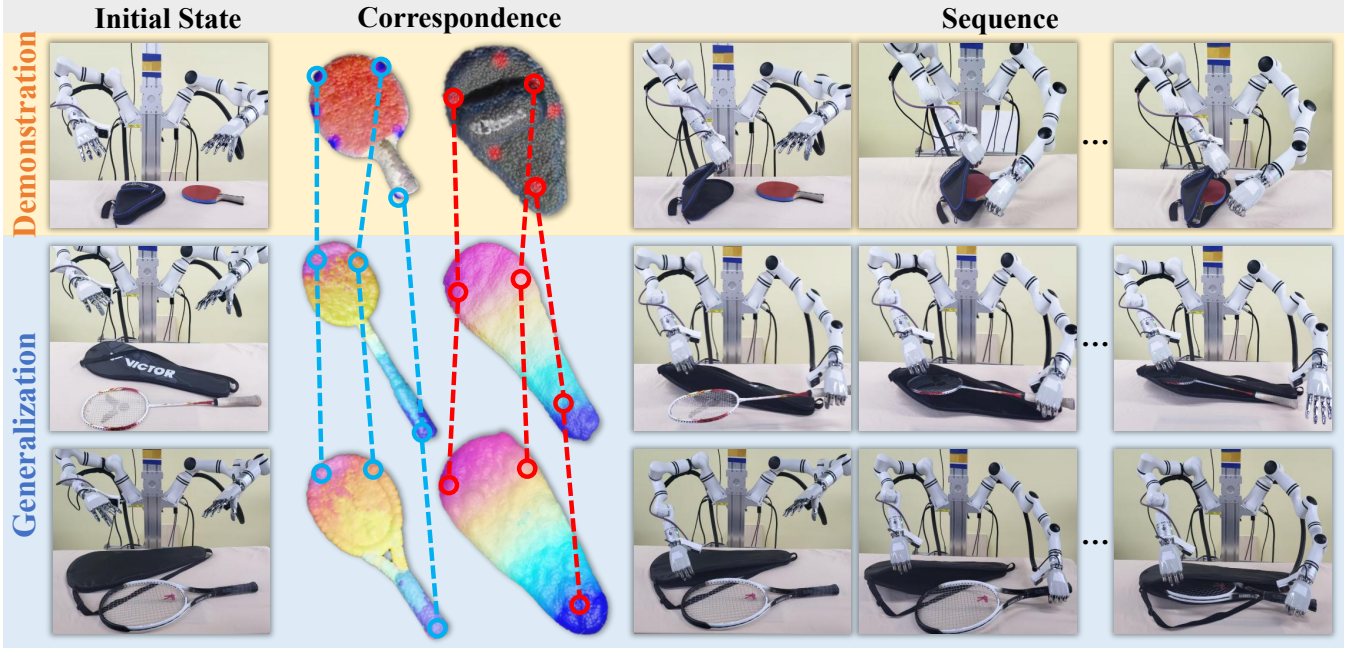 Initial State
Correspondence
Sequence
Demonstration
...
Generalization
VICTOR
...
...